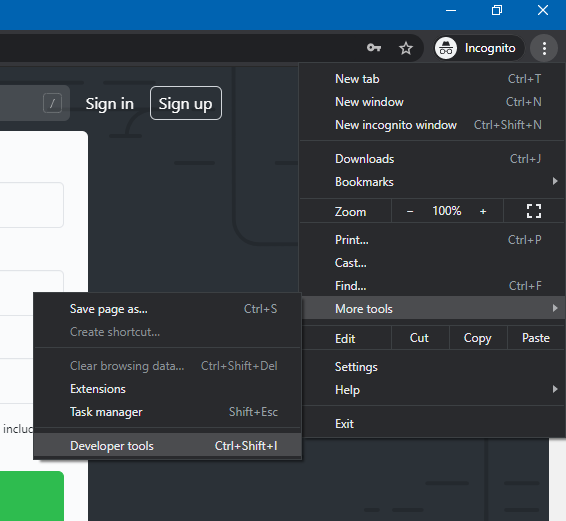 Incognito
/
Sign in
Sign up
New tab Ctrl+T
New window Ctrl+N
New incognito window Ctrl+Shift+N
Downloads Ctrl+J
Bookmarks
Zoom − 100% +
Print... Ctrl+P
Cast...
Find... Ctrl+F
More tools
Edit Cut Copy Paste
Settings
Help
Exit
Save page as... Ctrl+S
Create shortcut...
Clear browsing data... Ctrl+Shift+Del
Extensions
Task manager Shift+Esc
Developer tools Ctrl+Shift+I